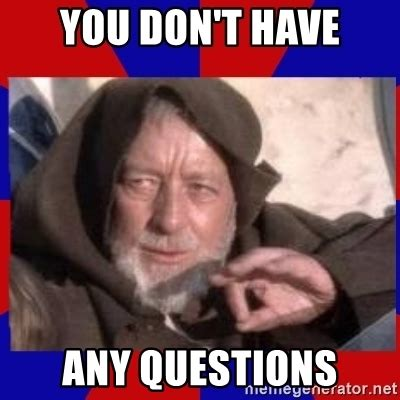 YOU DON'T HAVE
ANY QUESTIONS
memegenerator.net